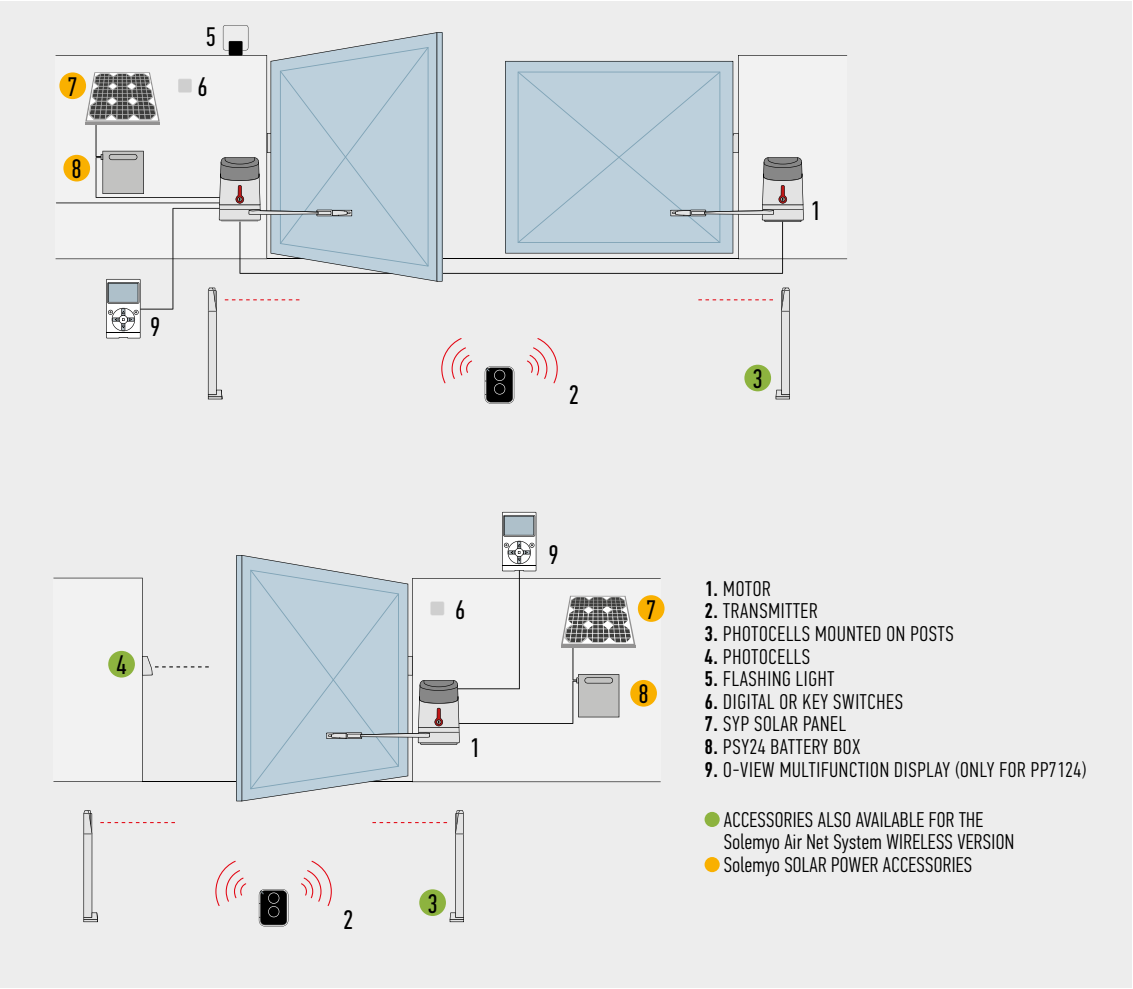 5
7
6
8
1
9
2
3
9
6
7
4
8
1
2
3
1. MOTOR
2. TRANSMITTER
3. PHOTOCELLS MOUNTED ON POSTS
4. PHOTOCELLS
5. FLASHING LIGHT
6. DIGITAL OR KEY SWITCHES
7. SYP SOLAR PANEL
8. PSY24 BATTERY BOX
9. O-VIEW MULTIFUNCTION DISPLAY (ONLY FOR PP7124)
ACCESSORIES ALSO AVAILABLE FOR THE
Solemyo Air Net System WIRELESS VERSION
Solemyo SOLAR POWER ACCESSORIES